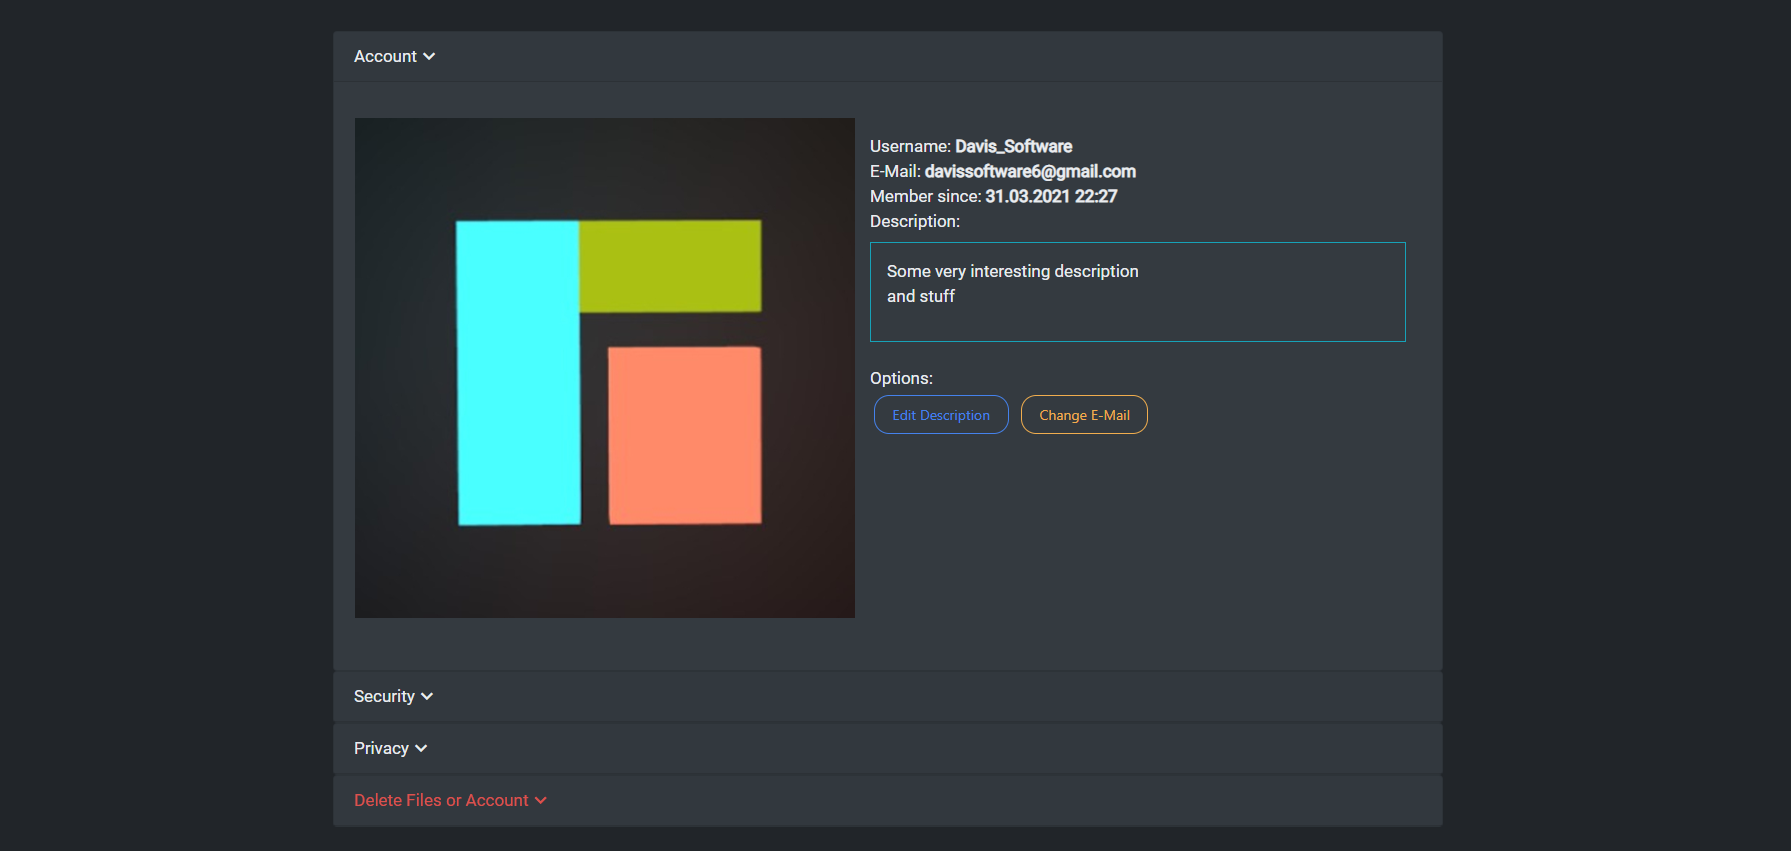 Account
Username: Davis_Software
E-Mail: davissoftware6@gmail.com
Member since: 31.03.2021 22:27
Description:
Some very interesting description
and stuff
Options:
Edit Description Change E-Mail
Security
Privacy
Delete Files or Account